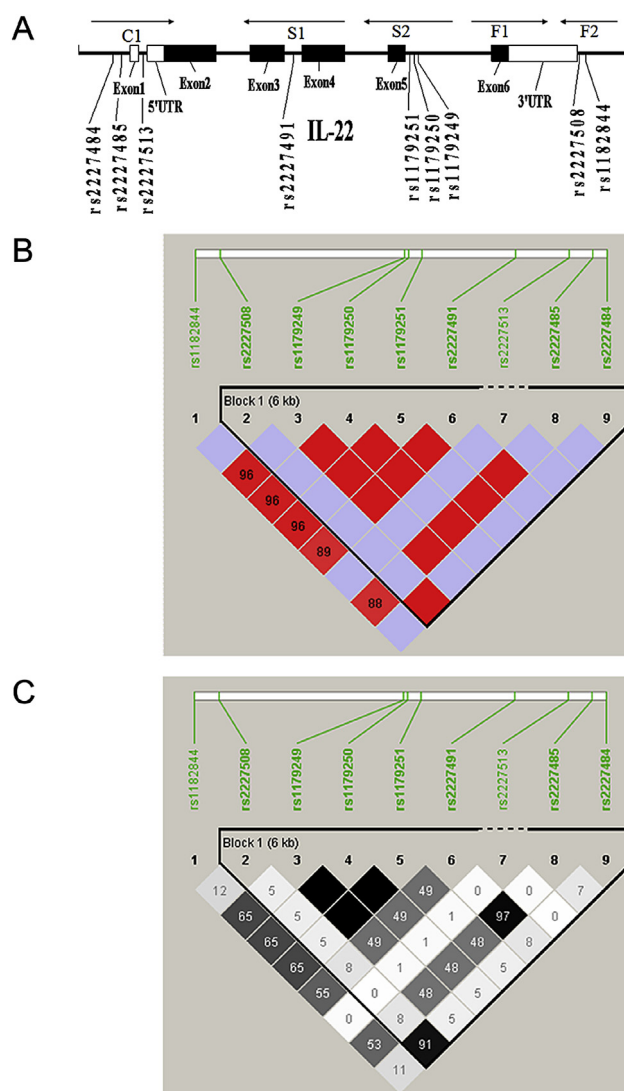 A
C1 S1 S2 F1 F2
Exon1 5'UTR Exon2 Exon3 Exon4 Exon5 Exon6 3'UTR
IL-22
rs2227484 rs2227485 rs2227513 rs2227491 rs1179251 rs1179250 rs1179249 rs2227508 rs1182844
B
rs1182844 rs2227508 rs1179249 rs1179250 rs1179251 rs2227491 rs2227513 rs2227485 rs2227484
Block 1 (6 kb)
1 2 3 4 5 6 7 8 9
96
96
96
89
88
C
rs1182844 rs2227508 rs1179249 rs1179250 rs1179251 rs2227491 rs2227513 rs2227485 rs2227484
Block 1 (6 kb)
1 2 3 4 5 6 7 8 9
12 5 49 0 0 7
65 5 49 1 97 0
65 5 49 1 48 8
65 8 1 48 5
55 0 48 5
0 8 5
53 91
11